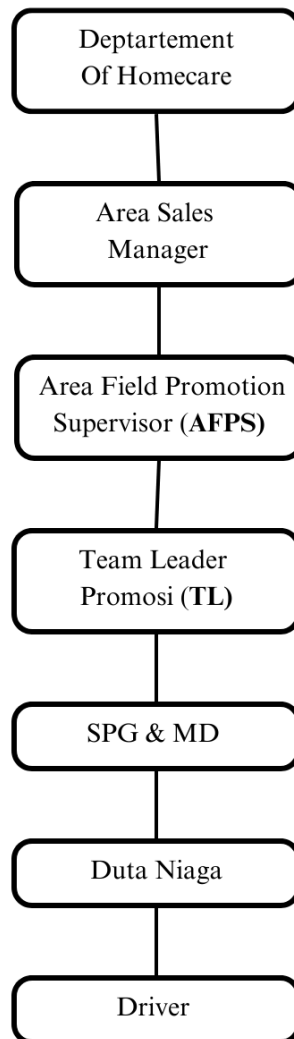 Deptartement
Of Homecare
Area Sales
Manager
Area Field Promotion
Supervisor (AFPS)
Team Leader
Promosi (TL)
SPG & MD
Duta Niaga
Driver